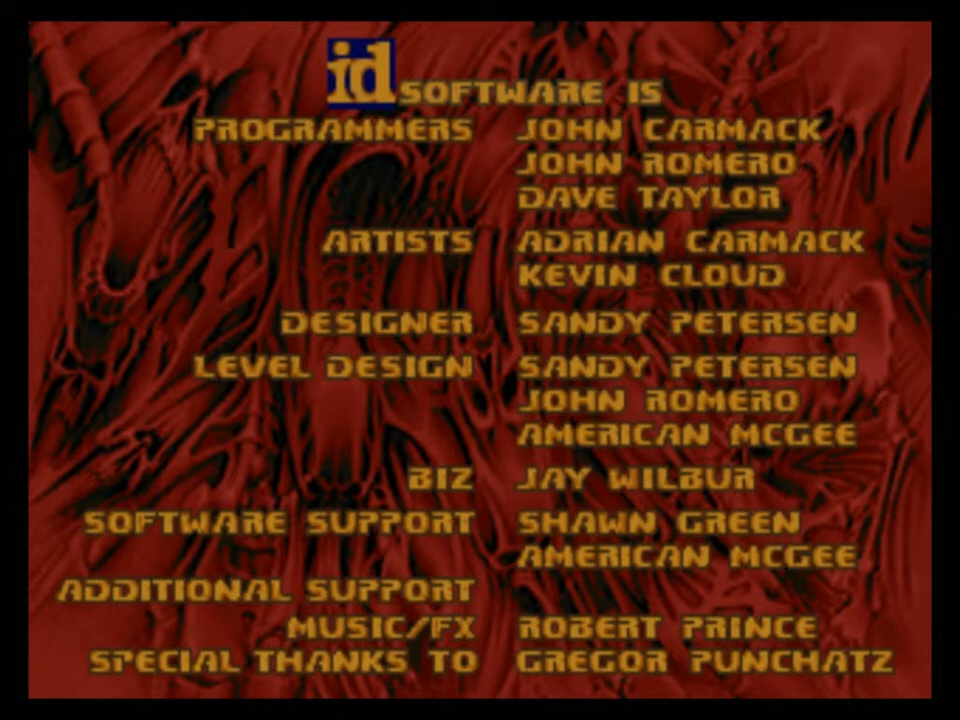 id SOFTWARE IS
PROGRAMMERS JOHN CARMACK
JOHN ROMERO
DAVE TAYLOR
ARTISTS ADRIAN CARMACK
KEVIN CLOUD
DESIGNER SANDY PETERSEN
LEVEL DESIGN SANDY PETERSEN
JOHN ROMERO
AMERICAN MCGEE
BIZ JAY WILBUR
SOFTWARE SUPPORT SHAWN GREEN
AMERICAN MCGEE
ADDITIONAL SUPPORT
MUSIC/FX ROBERT PRINCE
SPECIAL THANKS TO GREGOR PUNCHATZ